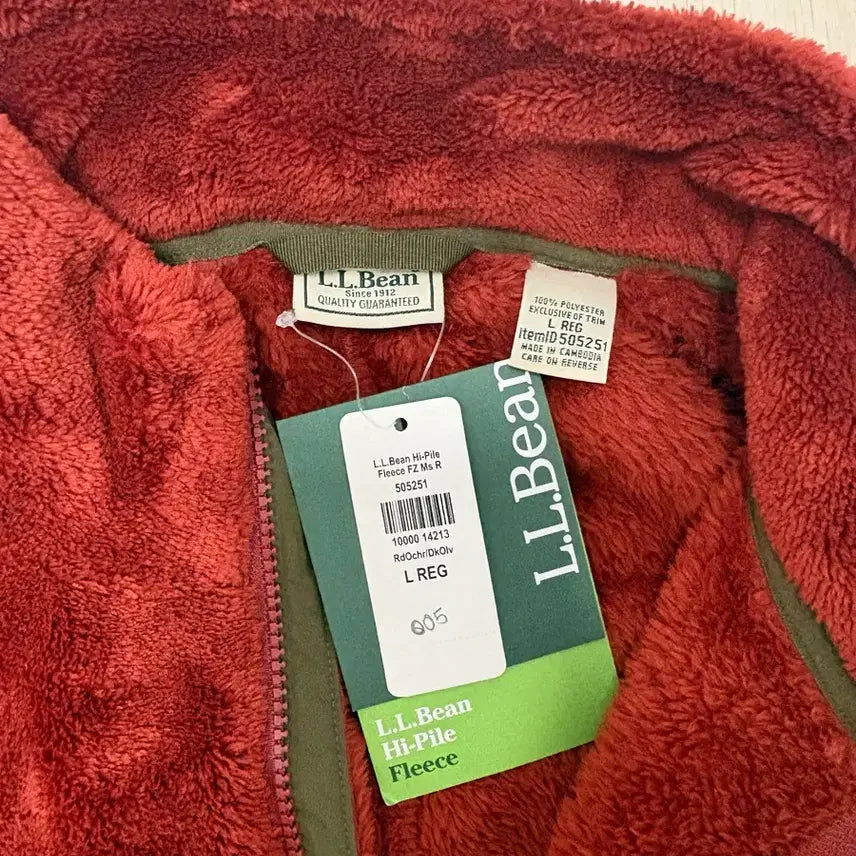 L.L.Bean
Since 1912
QUALITY GUARANTEED
100% POLYESTER
EXCLUSIVE OF TRIM
L REG
ItemID 505251
MADE IN CAMBODIA
CARE ON REVERSE
L.L.Bean
L.L.Bean Hi-Pile
Fleece FZ Ms R
505251
10000 14213
RdOchr/DkOlv
L REG
005
L.L.Bean
Hi-Pile
Fleece